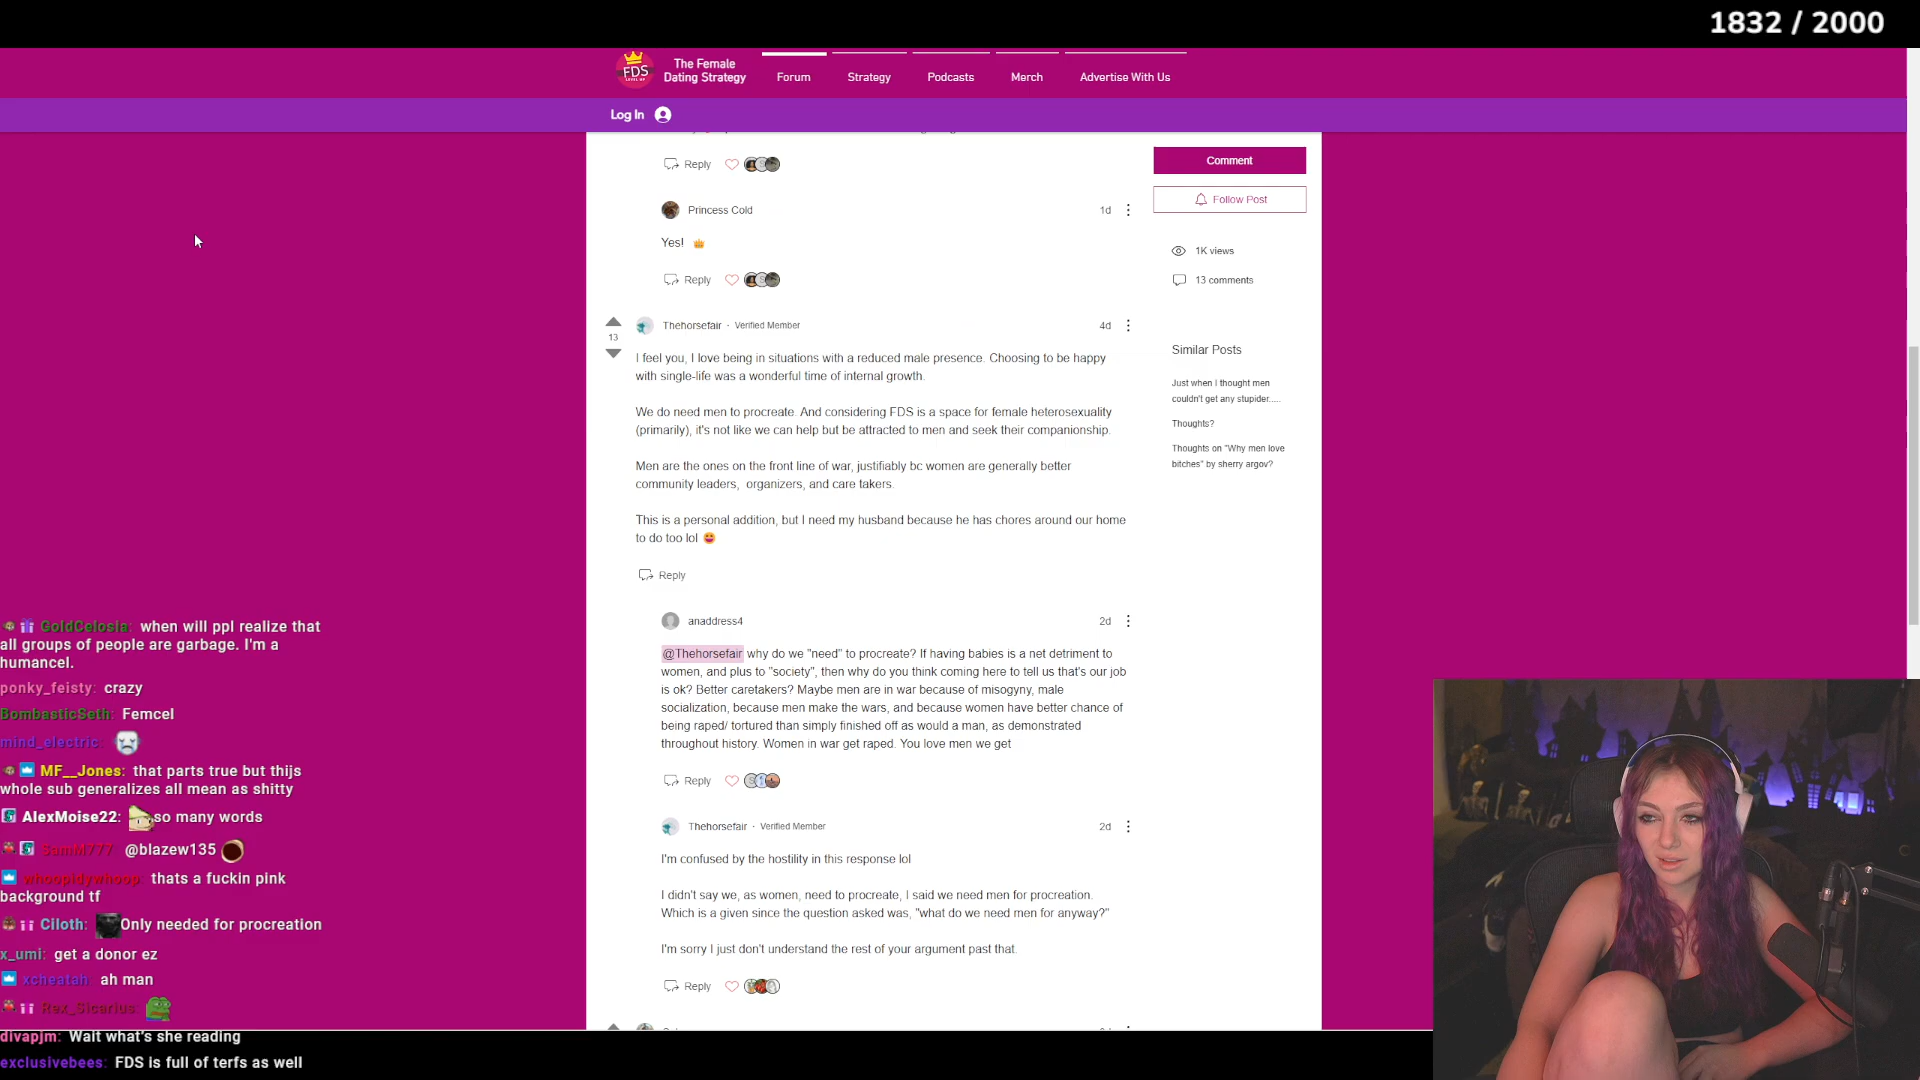 1832 / 2000
FDS
LEVEL UP
The Female
Dating Strategy
Forum
Strategy
Podcasts
Merch
Advertise With Us
Log In
Reply
Princess Cold
1d
Yes!
Reply
Comment
Follow Post
1K views
13 comments
Similar Posts
Just when I thought men
couldn't get any stupider.....
Thoughts?
Thoughts on "Why men love
bitches" by sherry argov?
13
Thehorsefair · Verified Member
4d
I feel you, I love being in situations with a reduced male presence. Choosing to be happy
with single-life was a wonderful time of internal growth.
We do need men to procreate. And considering FDS is a space for female heterosexuality
(primarily), it's not like we can help but be attracted to men and seek their companionship.
Men are the ones on the front line of war, justifiably bc women are generally better
community leaders, organizers, and care takers.
This is a personal addition, but I need my husband because he has chores around our home
to do too lol
Reply
anaddress4
2d
@Thehorsefair why do we "need" to procreate? If having babies is a net detriment to
women, and plus to "society", then why do you think coming here to tell us that's our job
is ok? Better caretakers? Maybe men are in war because of misogyny, male
socialization, because men make the wars, and because women have better chance of
being raped/ tortured than simply finished off as would a man, as demonstrated
throughout history. Women in war get raped. You love men we get
Reply
Thehorsefair · Verified Member
2d
I'm confused by the hostility in this response lol
I didn't say we, as women, need to procreate, I said we need men for procreation.
Which is a given since the question asked was, "what do we need men for anyway?"
I'm sorry I just don't understand the rest of your argument past that.
Reply
GoldCelosia: when will ppl realize that
all groups of people are garbage. I'm a
humancel.
ponky_feisty: crazy
BombasticSeth: Femcel
mind_electric:
MF__Jones: that parts true but thijs
whole sub generalizes all mean as shitty
AlexMoise22: so many words
SamM777 @blazew135
whoopidywhoop: thats a fuckin pink
background tf
Ciloth: Only needed for procreation
x_umi: get a donor ez
xcheatah: ah man
Rex_Sicarius:
divapjm: Wait what's she reading
exclusivebees: FDS is full of terfs as well